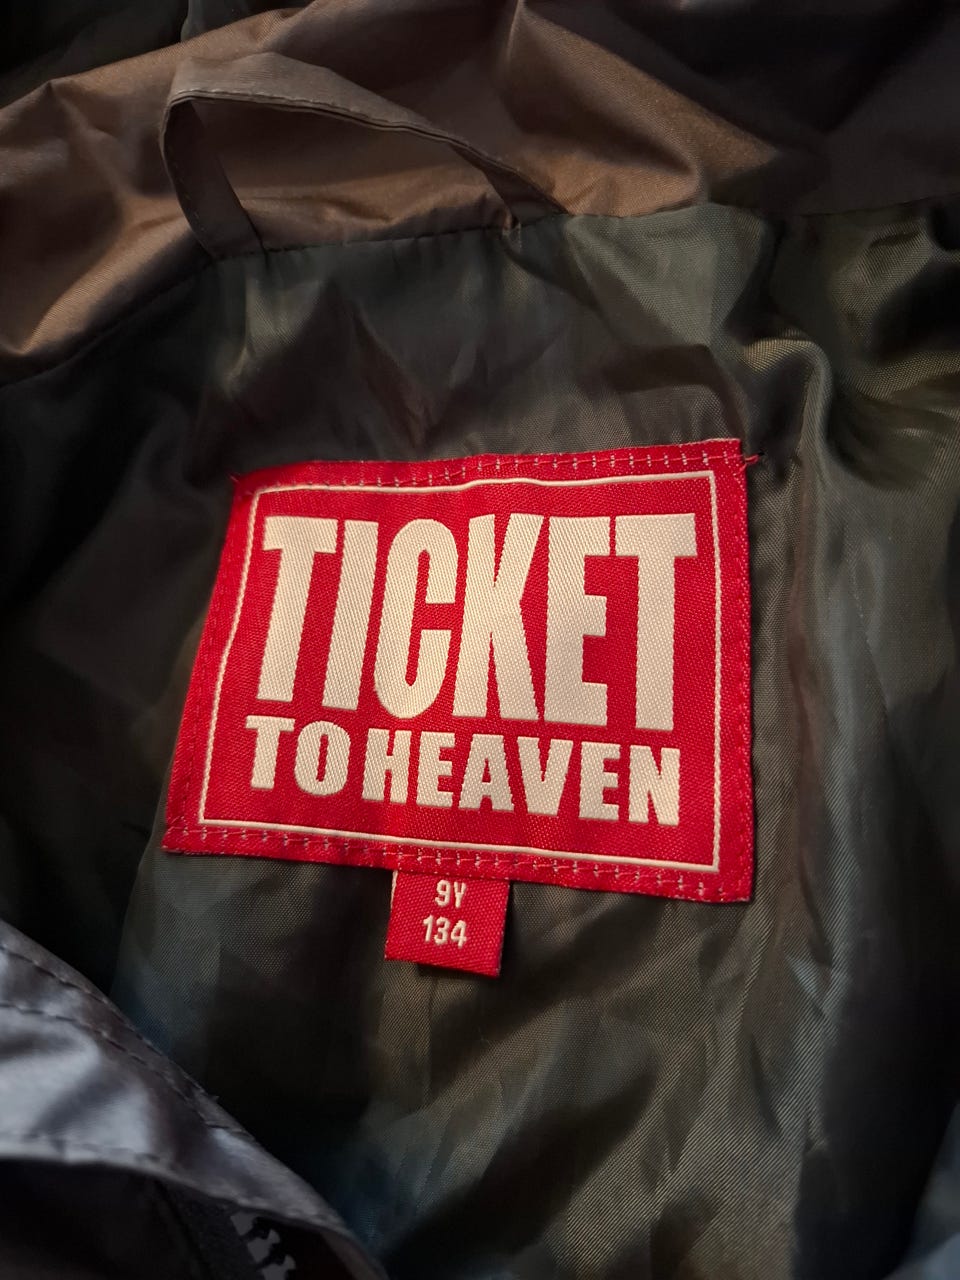 TICKET
TO HEAVEN
9Y
134